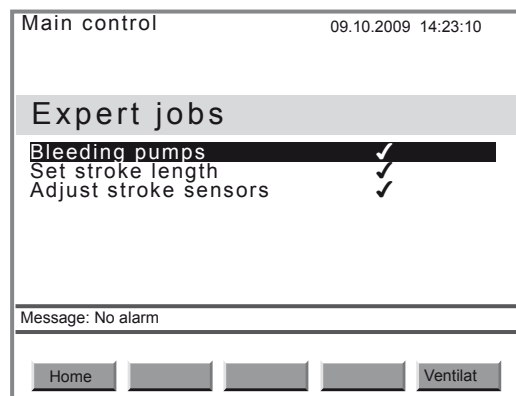 Main control 09.10.2009 14:23:10
Expert jobs
Bleeding pumps ✓
Set stroke length ✓
Adjust stroke sensors ✓
Message: No alarm
Home Ventilat